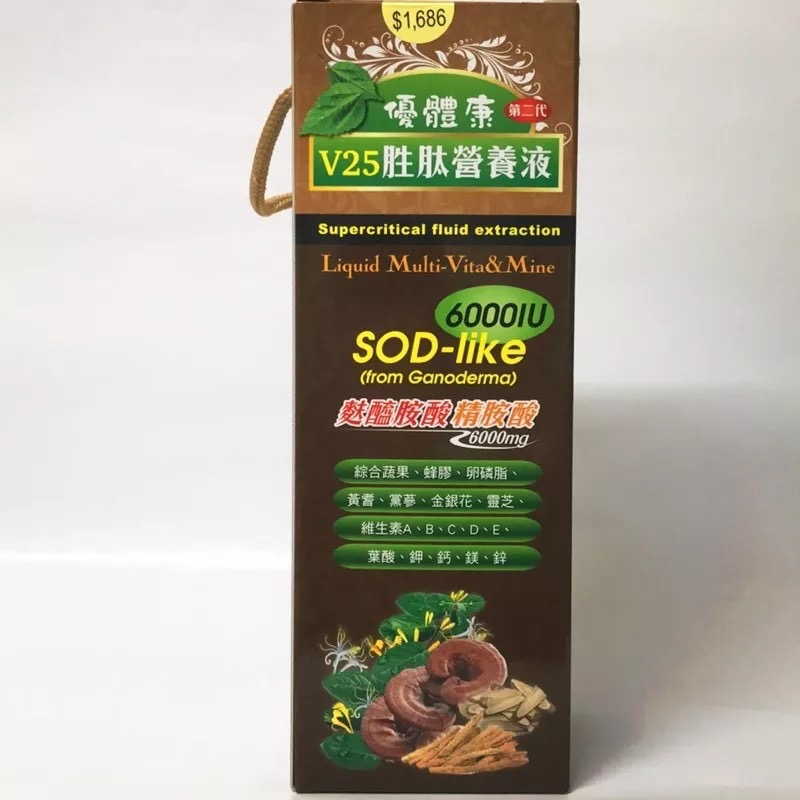 $1,686
優體康 第二代
V25胜肽營養液
Supercritical fluid extraction
Liquid Multi-Vita&Mine
6000IU
SOD-like
(from Ganoderma)
麩醯胺酸 精胺酸
6000mg
綜合蔬果、蜂膠、卵磷脂、
黃耆、黨蔘、金銀花、靈芝、
維生素A、B、C、D、E、
葉酸、鉀、鈣、鎂、鋅